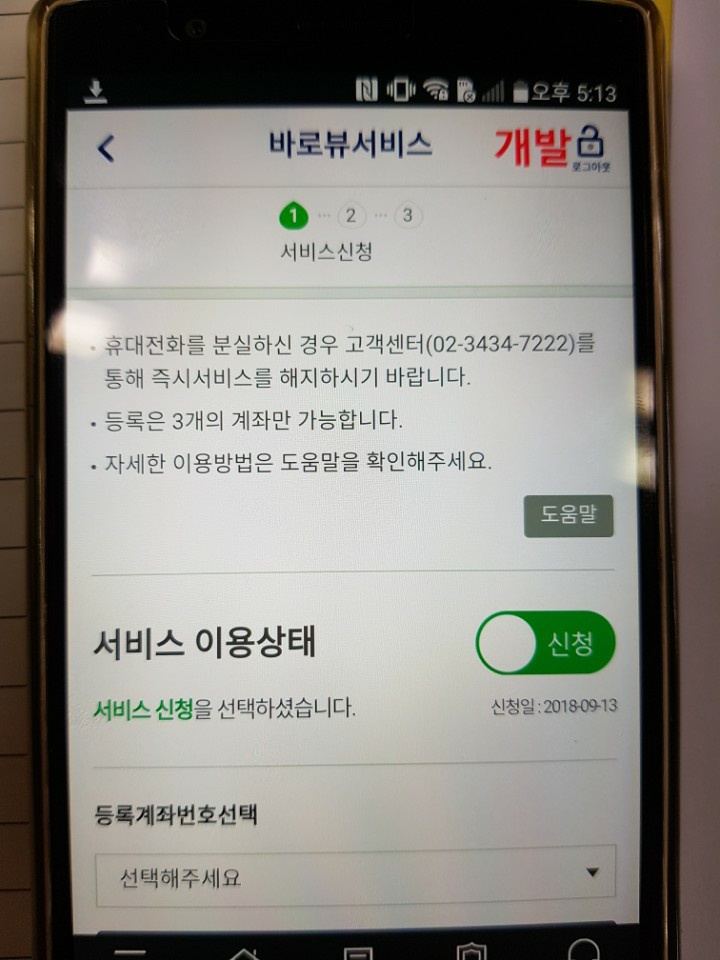 오후 5:13
바로뷰서비스
개발
로그아웃
1 ··· 2 ··· 3
서비스신청
• 휴대전화를 분실하신 경우 고객센터(02-3434-7222)를
통해 즉시서비스를 해지하시기 바랍니다.
• 등록은 3개의 계좌만 가능합니다.
• 자세한 이용방법은 도움말을 확인해주세요.
도움말
서비스 이용상태
신청
서비스 신청을 선택하셨습니다.
신청일 : 2018-09-13
등록계좌번호선택
선택해주세요